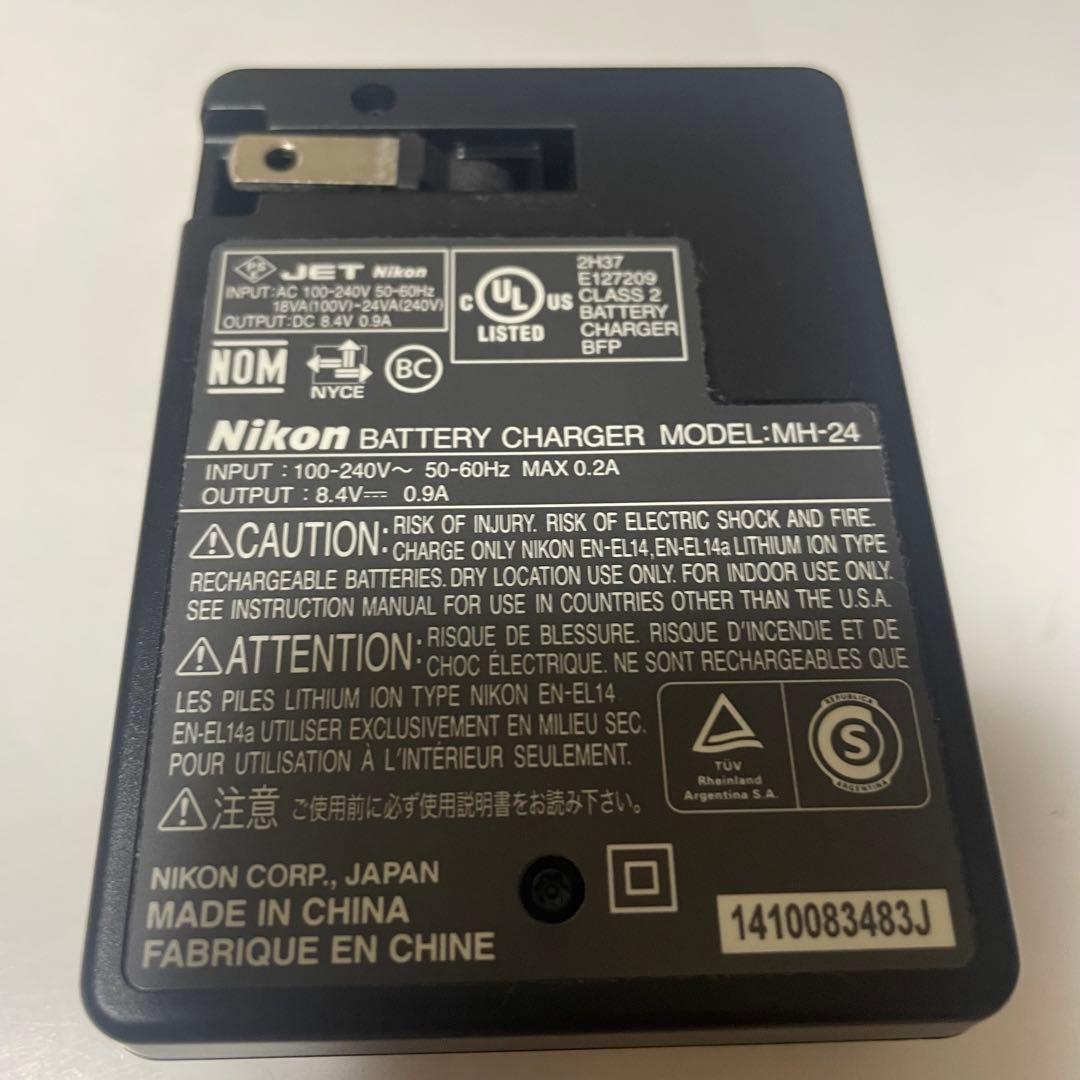 PS
E
JET Nikon
INPUT:AC 100-240V 50-60Hz
18VA(100V)-24VA(240V)
OUTPUT:DC 8.4V 0.9A
C UL US
LISTED
2H37
E127209
CLASS 2
BATTERY
CHARGER
BFP
NOM
NYCE
BC
Nikon BATTERY CHARGER MODEL:MH-24
INPUT : 100-240V～ 50-60Hz MAX 0.2A
OUTPUT : 8.4V⎓ 0.9A
⚠CAUTION: RISK OF INJURY. RISK OF ELECTRIC SHOCK AND FIRE.
CHARGE ONLY NIKON EN-EL14,EN-EL14a LITHIUM ION TYPE
RECHARGEABLE BATTERIES. DRY LOCATION USE ONLY. FOR INDOOR USE ONLY.
SEE INSTRUCTION MANUAL FOR USE IN COUNTRIES OTHER THAN THE U.S.A.
⚠ATTENTION: RISQUE DE BLESSURE. RISQUE D'INCENDIE ET DE
CHOC ÉLECTRIQUE. NE SONT RECHARGEABLES QUE
LES PILES LITHIUM ION TYPE NIKON EN-EL14
EN-EL14a UTILISER EXCLUSIVEMENT EN MILIEU SEC.
POUR UTILISATION À L'INTÉRIEUR SEULEMENT.
TÜV
Rheinland
Argentina S.A.
REPUBLICA
S
ARGENTINA
⚠注意 ご使用前に必ず使用説明書をお読み下さい。
NIKON CORP., JAPAN
MADE IN CHINA
FABRIQUE EN CHINE
1410083483J